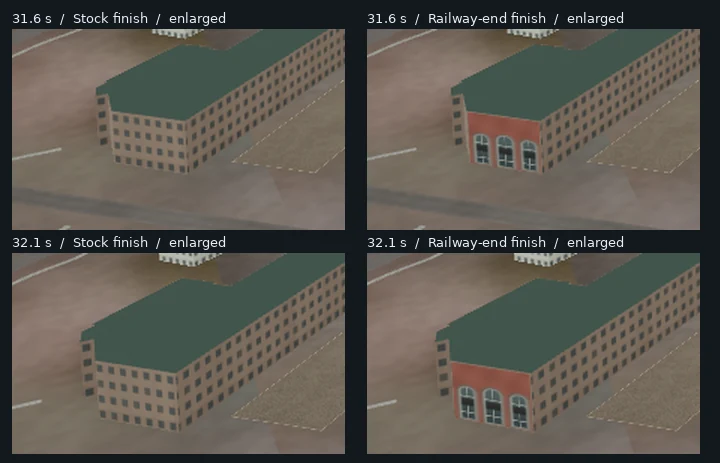 31.6 s / Stock finish / enlarged
31.6 s / Railway-end finish / enlarged
32.1 s / Stock finish / enlarged
32.1 s / Railway-end finish / enlarged